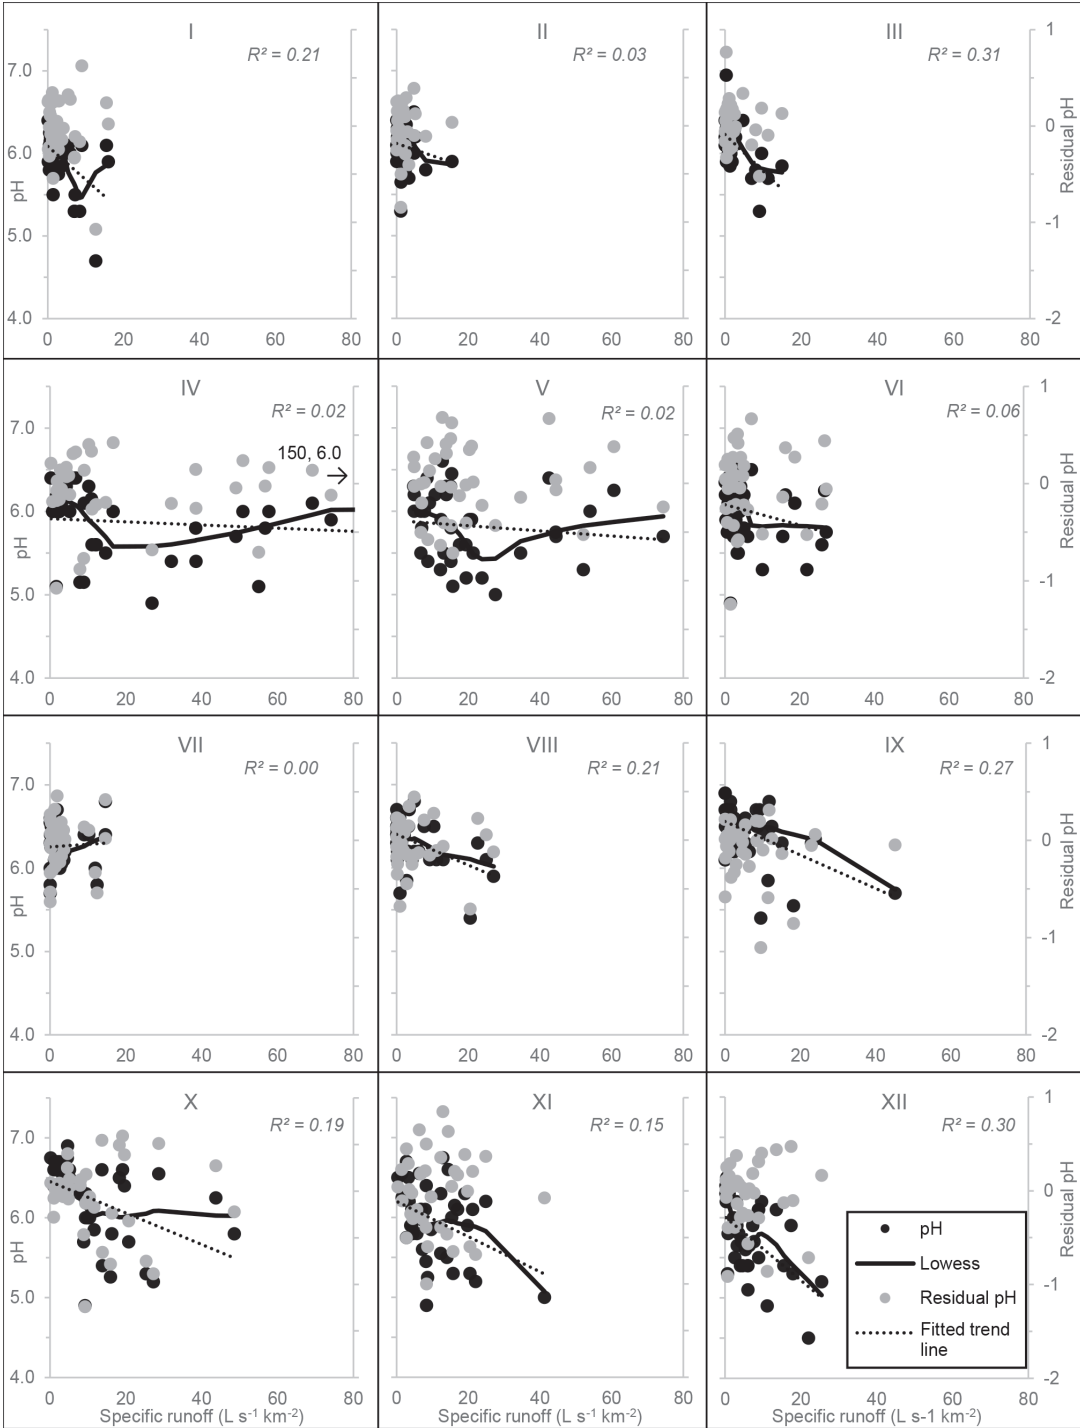 I
II
III
R² = 0.21
R² = 0.03
R² = 0.31
7.0
6.0
5.0
4.0
pH
1
0
-1
-2
Residual pH
0 20 40 60 80
0 20 40 60 80
0 20 40 60 80
IV
V
VI
R² = 0.02
R² = 0.02
R² = 0.06
150, 6.0
7.0
6.0
5.0
4.0
pH
1
0
-1
-2
Residual pH
0 20 40 60 80
0 20 40 60 80
0 20 40 60 80
VII
VIII
IX
R² = 0.00
R² = 0.21
R² = 0.27
7.0
6.0
5.0
4.0
pH
1
0
-1
-2
Residual pH
0 20 40 60 80
0 20 40 60 80
0 20 40 60 80
X
XI
XII
R² = 0.19
R² = 0.15
R² = 0.30
7.0
6.0
5.0
4.0
pH
1
0
-1
-2
Residual pH
pH
Lowess
Residual pH
Fitted trend
line
0 20 40 60 80
0 20 40 60 80
0 20 40 60 80
Specific runoff (L s⁻¹ km⁻²)
Specific runoff (L s⁻¹ km⁻²)
Specific runoff (L s⁻¹ km⁻²)